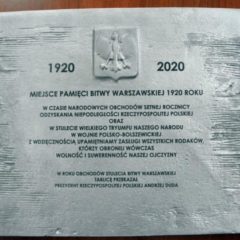 1920 2020
MIEJSCE PAMIĘCI BITWY WARSZAWSKIEJ 1920 ROKU
W CZASIE NARODOWYCH OBCHODÓW SETNEJ ROCZNICY
ODZYSKANIA NIEPODLEGŁOŚCI RZECZYPOSPOLITEJ POLSKIEJ
ORAZ
W STULECIE WIELKIEGO TRYUMFU NASZEGO NARODU
W WOJNIE POLSKO-BOLSZEWICKIEJ,
Z WDZIĘCZNOŚCIĄ UPAMIĘTNIAMY ZASŁUGI WSZYSTKICH RODAKÓW,
KTÓRZY OBRONILI WÓWCZAS
WOLNOŚĆ I SUWERENNOŚĆ NASZEJ OJCZYZNY
W ROKU OBCHODÓW STULECIA BITWY WARSZAWSKIEJ
TABLICĘ PRZEKAZAŁ
PREZYDENT RZECZYPOSPOLITEJ POLSKIEJ ANDRZEJ DUDA